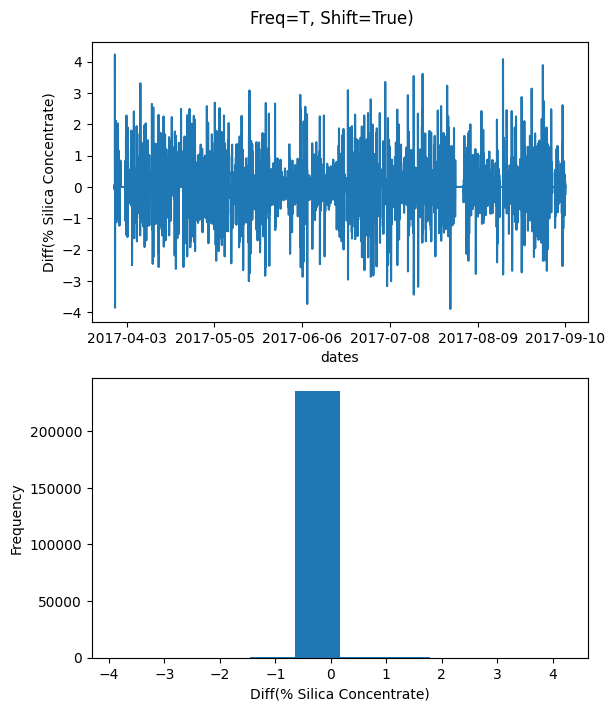 Freq=T, Shift=True)
4
3
2
1
0
−1
−2
−3
−4
Diff(% Silica Concentrate)
2017-04-03 2017-05-05 2017-06-06 2017-07-08 2017-08-09 2017-09-10
dates
200000
150000
100000
50000
0
Frequency
−4 −3 −2 −1 0 1 2 3 4
Diff(% Silica Concentrate)